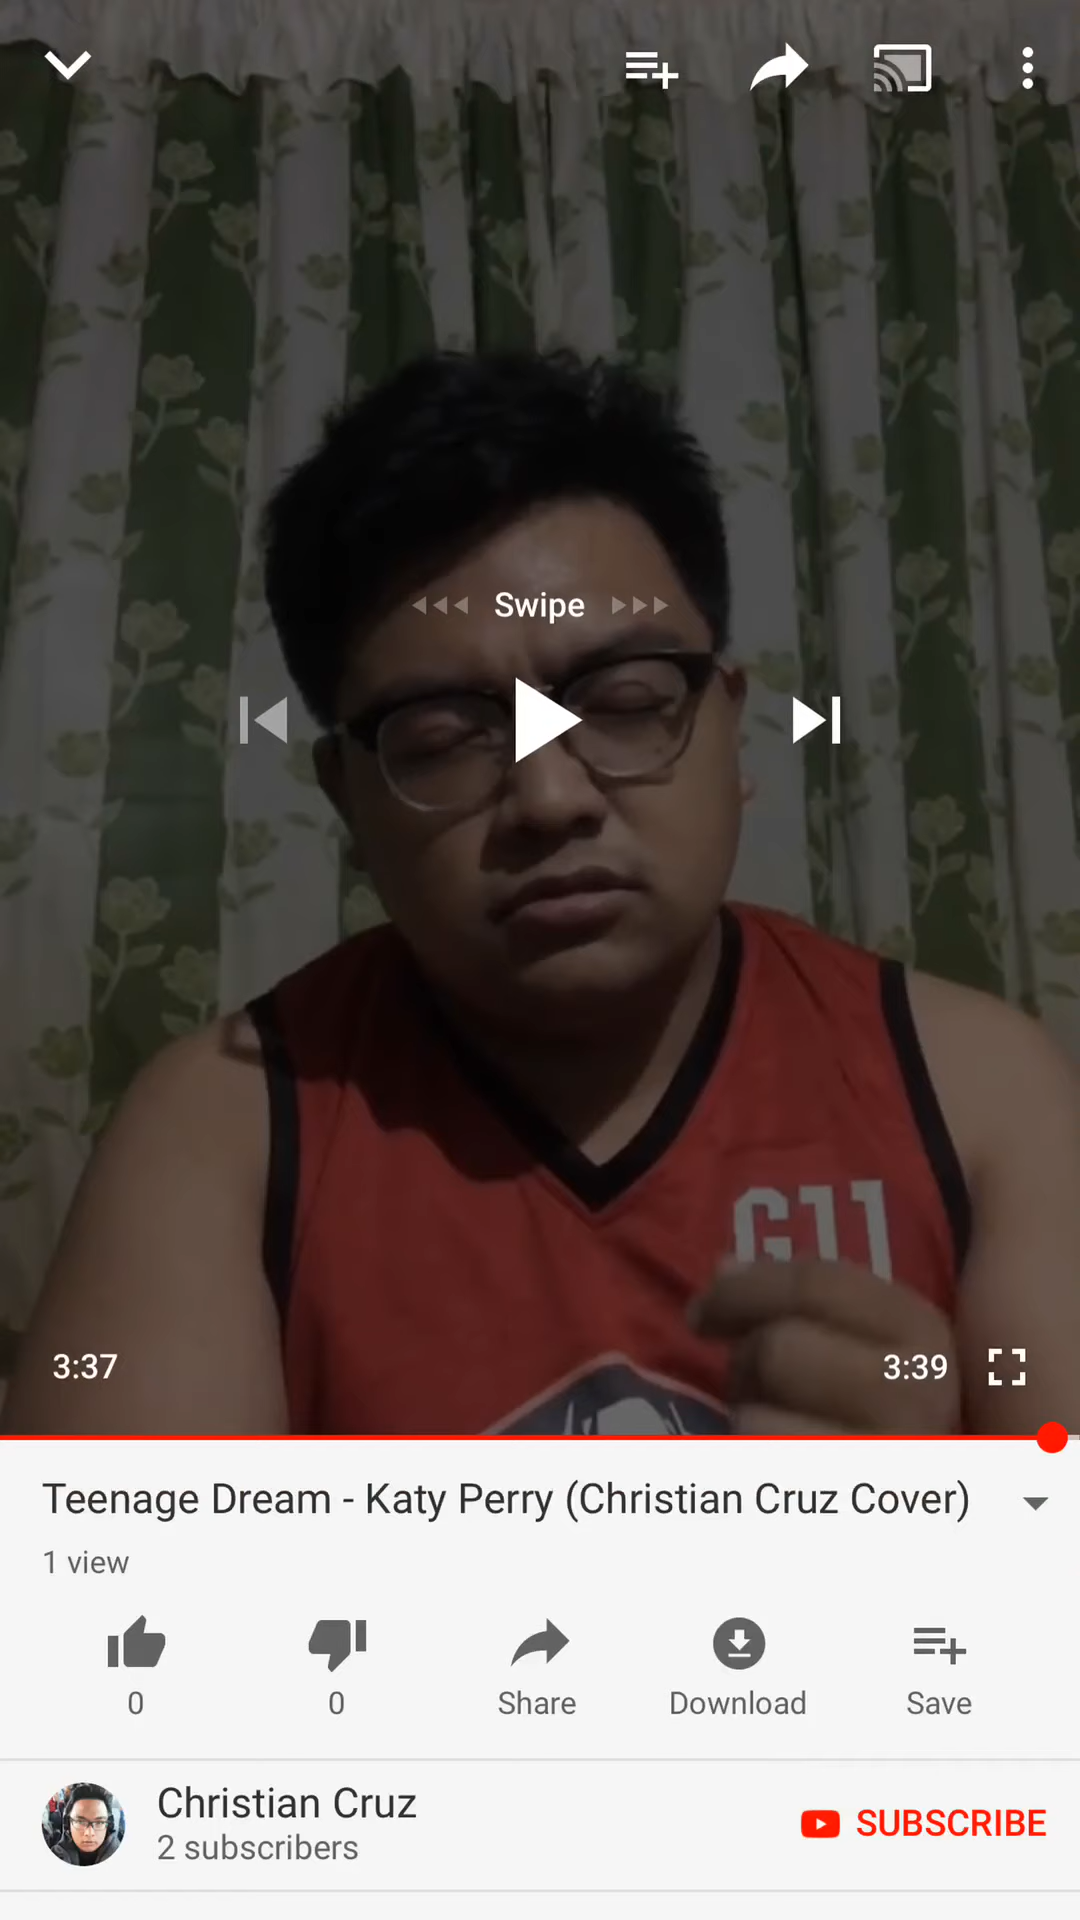 Swipe
G11
3:37
3:39
Teenage Dream - Katy Perry (Christian Cruz Cover)
1 view
0
0
Share
Download
Save
Christian Cruz
2 subscribers
SUBSCRIBE